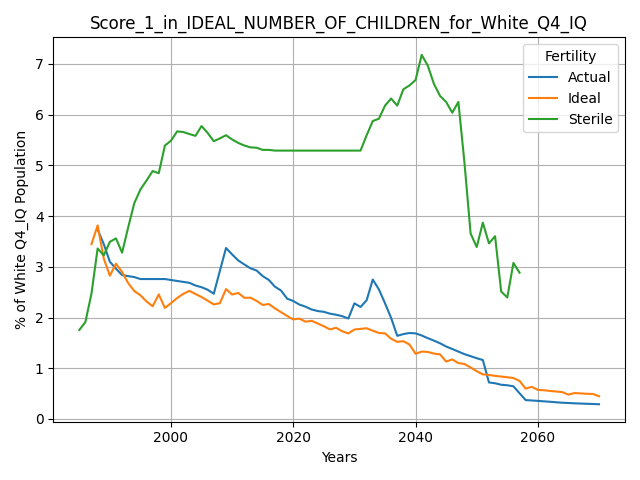 Score_1_in_IDEAL_NUMBER_OF_CHILDREN_for_White_Q4_IQ
Fertility
Actual
Ideal
Sterile
7
6
5
4
3
2
1
0
% of White Q4_IQ Population
2000
2020
2040
2060
Years